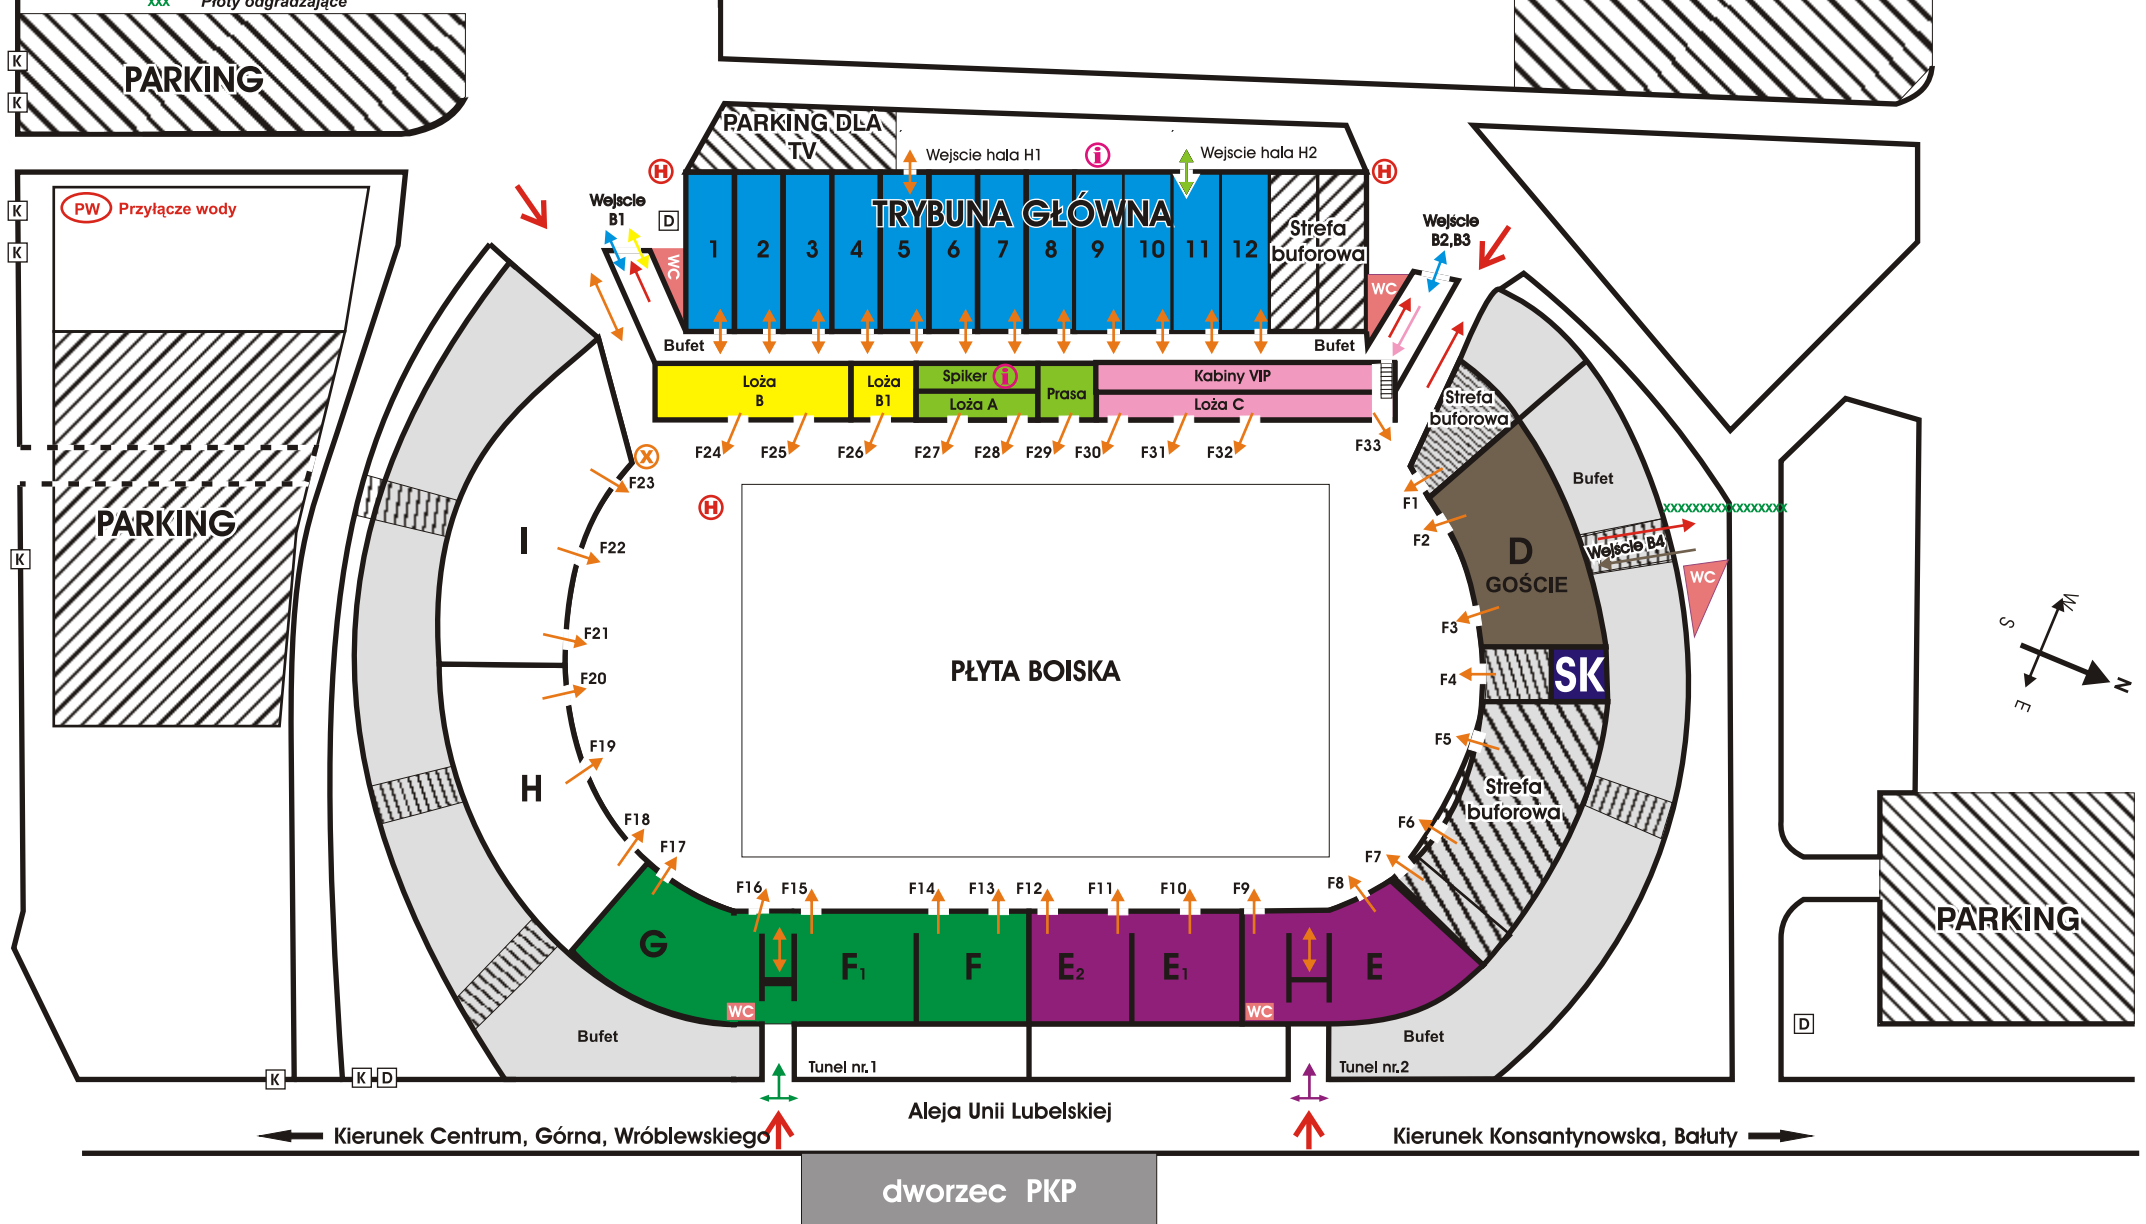 xxx Płoty odgradzające
K
PARKING
K
PARKING DLA
TV
Wejscie hala H1
i
Wejscie hala H2
H
H
K
PW Przyłącze wody
K
Wejście
B1
D
TRYBUNA GŁÓWNA
Wejście
B2,B3
WC
1 2 3 4 5 6 7 8 9 10 11 12
Strefa
buforowa
WC
Bufet
Bufet
Loża
B
Loża
B1
Spiker i
Loża A
Prasa
Kabiny VIP
Loża C
Strefa
buforowa
F24 F25 F26 F27 F28 F29 F30 F31 F32 F33
X
F23
H
F1
Bufet
xxxxxxxxxxxxxxxxxx
PARKING
I
F22
F2
D
GOŚCIE
Wejście B4
WC
K
F21
F3
W
S
N
E
F20
PŁYTA BOISKA
F4
SK
F19
F5
H
Strefa
buforowa
F18
F17
F6
F7
F16 F15 F14 F13 F12 F11 F10 F9 F8
PARKING
G
F1
F
E2
E1
E
WC
WC
D
Bufet
Bufet
Tunel nr.1
Tunel nr.2
K
K D
Aleja Unii Lubelskiej
Kierunek Centrum, Górna, Wróblewskiego
Kierunek Konsantynowska, Bałuty
dworzec PKP